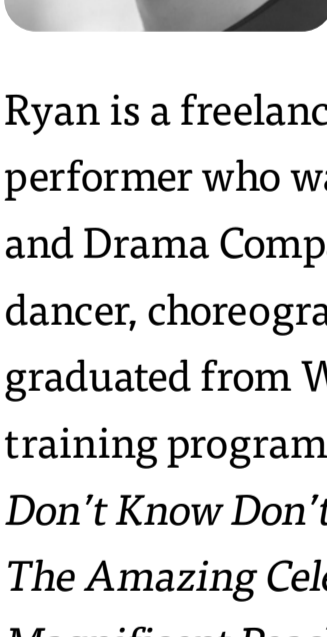 Ryan is a freelanc
performer who wa
and Drama Comp
dancer, choreogra
graduated from W
training program
Don't Know Don't
The Amazing Cele